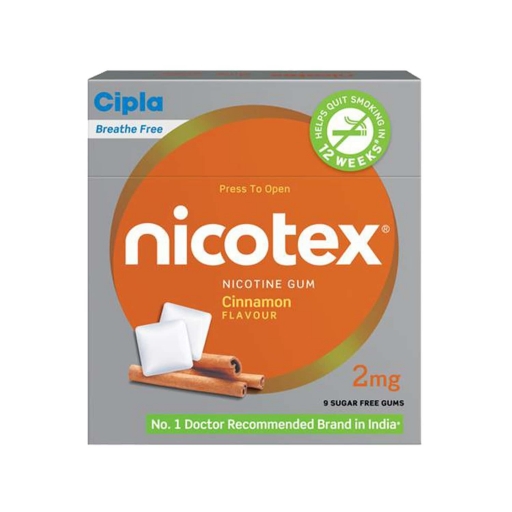 Cipla
Breathe Free
HELPS QUIT SMOKING IN
12 WEEKS*
Press To Open
nicotex®
NICOTINE GUM
Cinnamon
FLAVOUR
2mg
9 SUGAR FREE GUMS
No. 1 Doctor Recommended Brand in India*